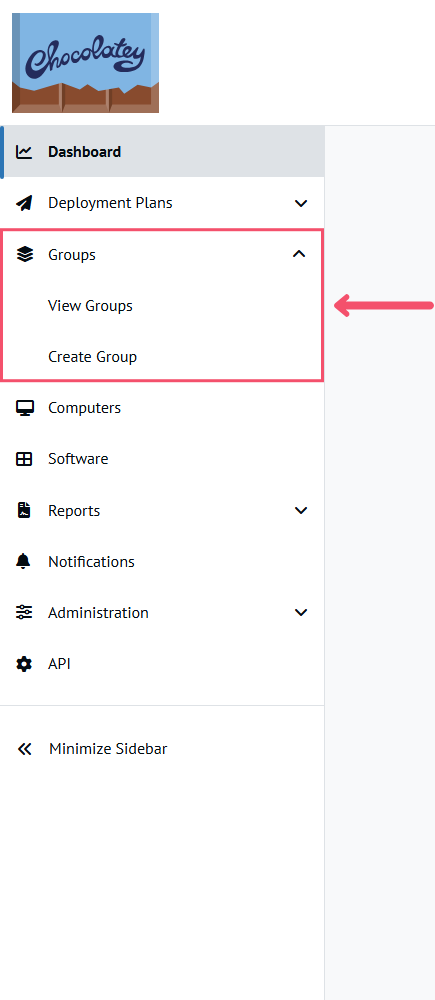 Chocolatey
Dashboard
Deployment Plans
Groups
View Groups
Create Group
Computers
Software
Reports
Notifications
Administration
API
Minimize Sidebar